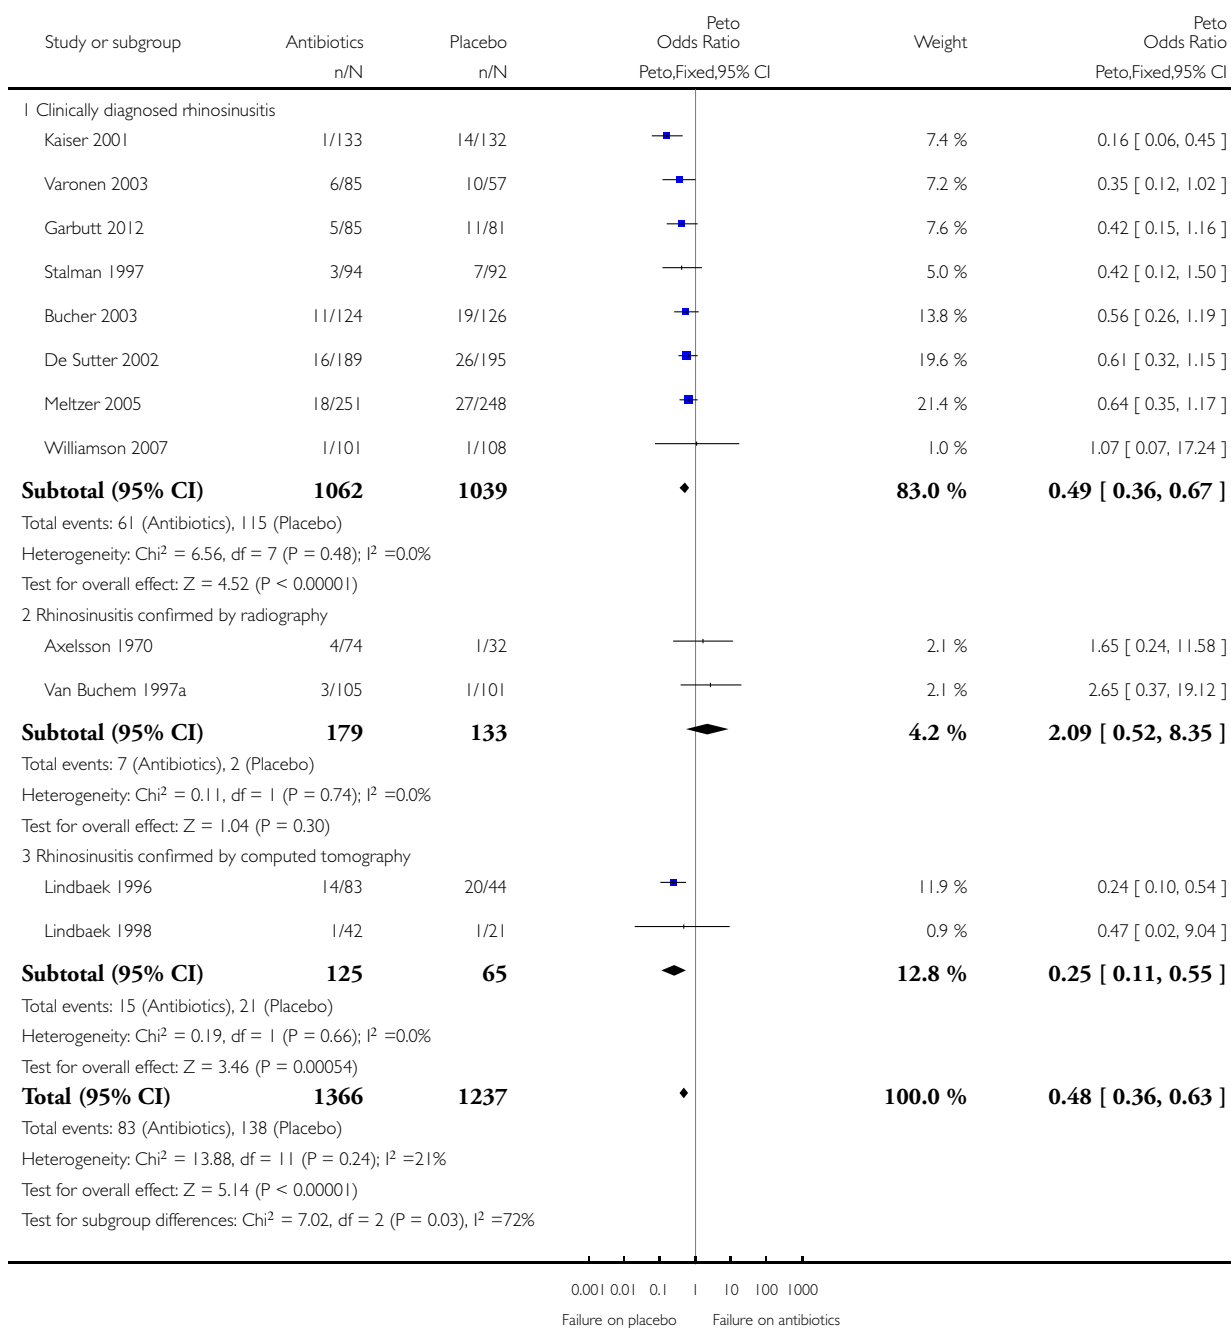 Study or subgroup Antibiotics Placebo Peto Odds Ratio Weight Peto Odds Ratio
n/N n/N Peto,Fixed,95% CI Peto,Fixed,95% CI
1 Clinically diagnosed rhinosinusitis
Kaiser 2001 1/133 14/132 7.4 % 0.16 [ 0.06, 0.45 ]
Varonen 2003 6/85 10/57 7.2 % 0.35 [ 0.12, 1.02 ]
Garbutt 2012 5/85 11/81 7.6 % 0.42 [ 0.15, 1.16 ]
Stalman 1997 3/94 7/92 5.0 % 0.42 [ 0.12, 1.50 ]
Bucher 2003 11/124 19/126 13.8 % 0.56 [ 0.26, 1.19 ]
De Sutter 2002 16/189 26/195 19.6 % 0.61 [ 0.32, 1.15 ]
Meltzer 2005 18/251 27/248 21.4 % 0.64 [ 0.35, 1.17 ]
Williamson 2007 1/101 1/108 1.0 % 1.07 [ 0.07, 17.24 ]
Subtotal (95% CI) 1062 1039 83.0 % 0.49 [ 0.36, 0.67 ]
Total events: 61 (Antibiotics), 115 (Placebo)
Heterogeneity: Chi² = 6.56, df = 7 (P = 0.48); I² =0.0%
Test for overall effect: Z = 4.52 (P < 0.00001)
2 Rhinosinusitis confirmed by radiography
Axelsson 1970 4/74 1/32 2.1 % 1.65 [ 0.24, 11.58 ]
Van Buchem 1997a 3/105 1/101 2.1 % 2.65 [ 0.37, 19.12 ]
Subtotal (95% CI) 179 133 4.2 % 2.09 [ 0.52, 8.35 ]
Total events: 7 (Antibiotics), 2 (Placebo)
Heterogeneity: Chi² = 0.11, df = 1 (P = 0.74); I² =0.0%
Test for overall effect: Z = 1.04 (P = 0.30)
3 Rhinosinusitis confirmed by computed tomography
Lindbaek 1996 14/83 20/44 11.9 % 0.24 [ 0.10, 0.54 ]
Lindbaek 1998 1/42 1/21 0.9 % 0.47 [ 0.02, 9.04 ]
Subtotal (95% CI) 125 65 12.8 % 0.25 [ 0.11, 0.55 ]
Total events: 15 (Antibiotics), 21 (Placebo)
Heterogeneity: Chi² = 0.19, df = 1 (P = 0.66); I² =0.0%
Test for overall effect: Z = 3.46 (P = 0.00054)
Total (95% CI) 1366 1237 100.0 % 0.48 [ 0.36, 0.63 ]
Total events: 83 (Antibiotics), 138 (Placebo)
Heterogeneity: Chi² = 13.88, df = 11 (P = 0.24); I² =21%
Test for overall effect: Z = 5.14 (P < 0.00001)
Test for subgroup differences: Chi² = 7.02, df = 2 (P = 0.03), I² =72%
0.001 0.01 0.1 1 10 100 1000
Failure on placebo Failure on antibiotics